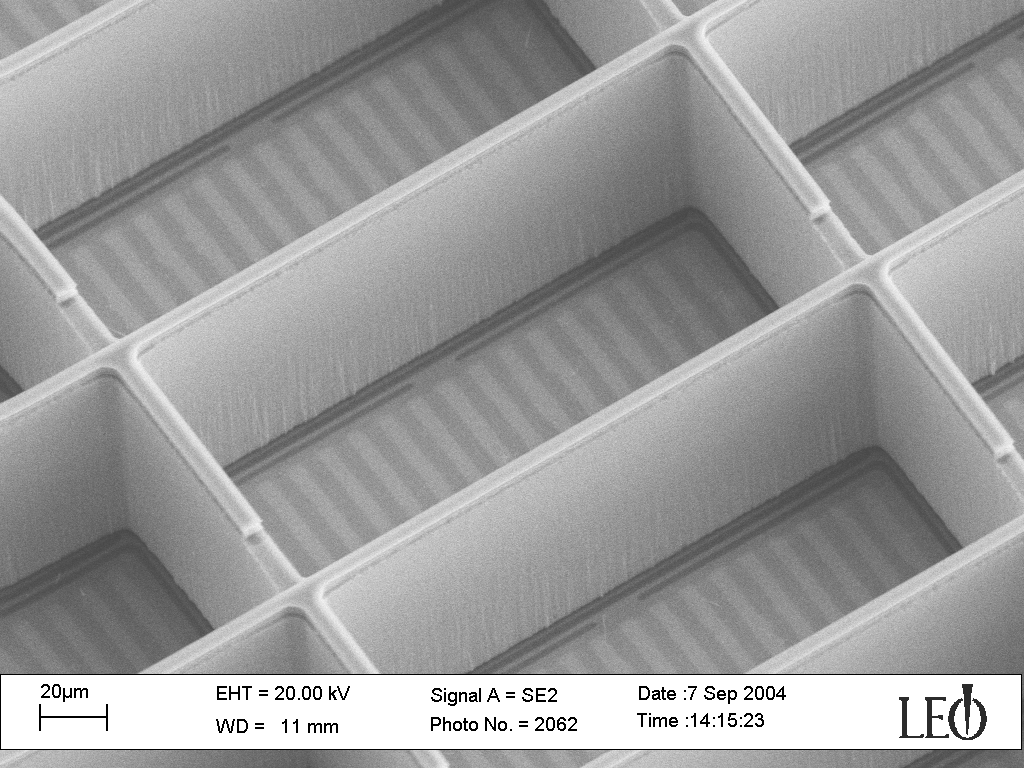 20µm
EHT = 20.00 kV
WD = 11 mm
Signal A = SE2
Photo No. = 2062
Date :7 Sep 2004
Time :14:15:23
LEO